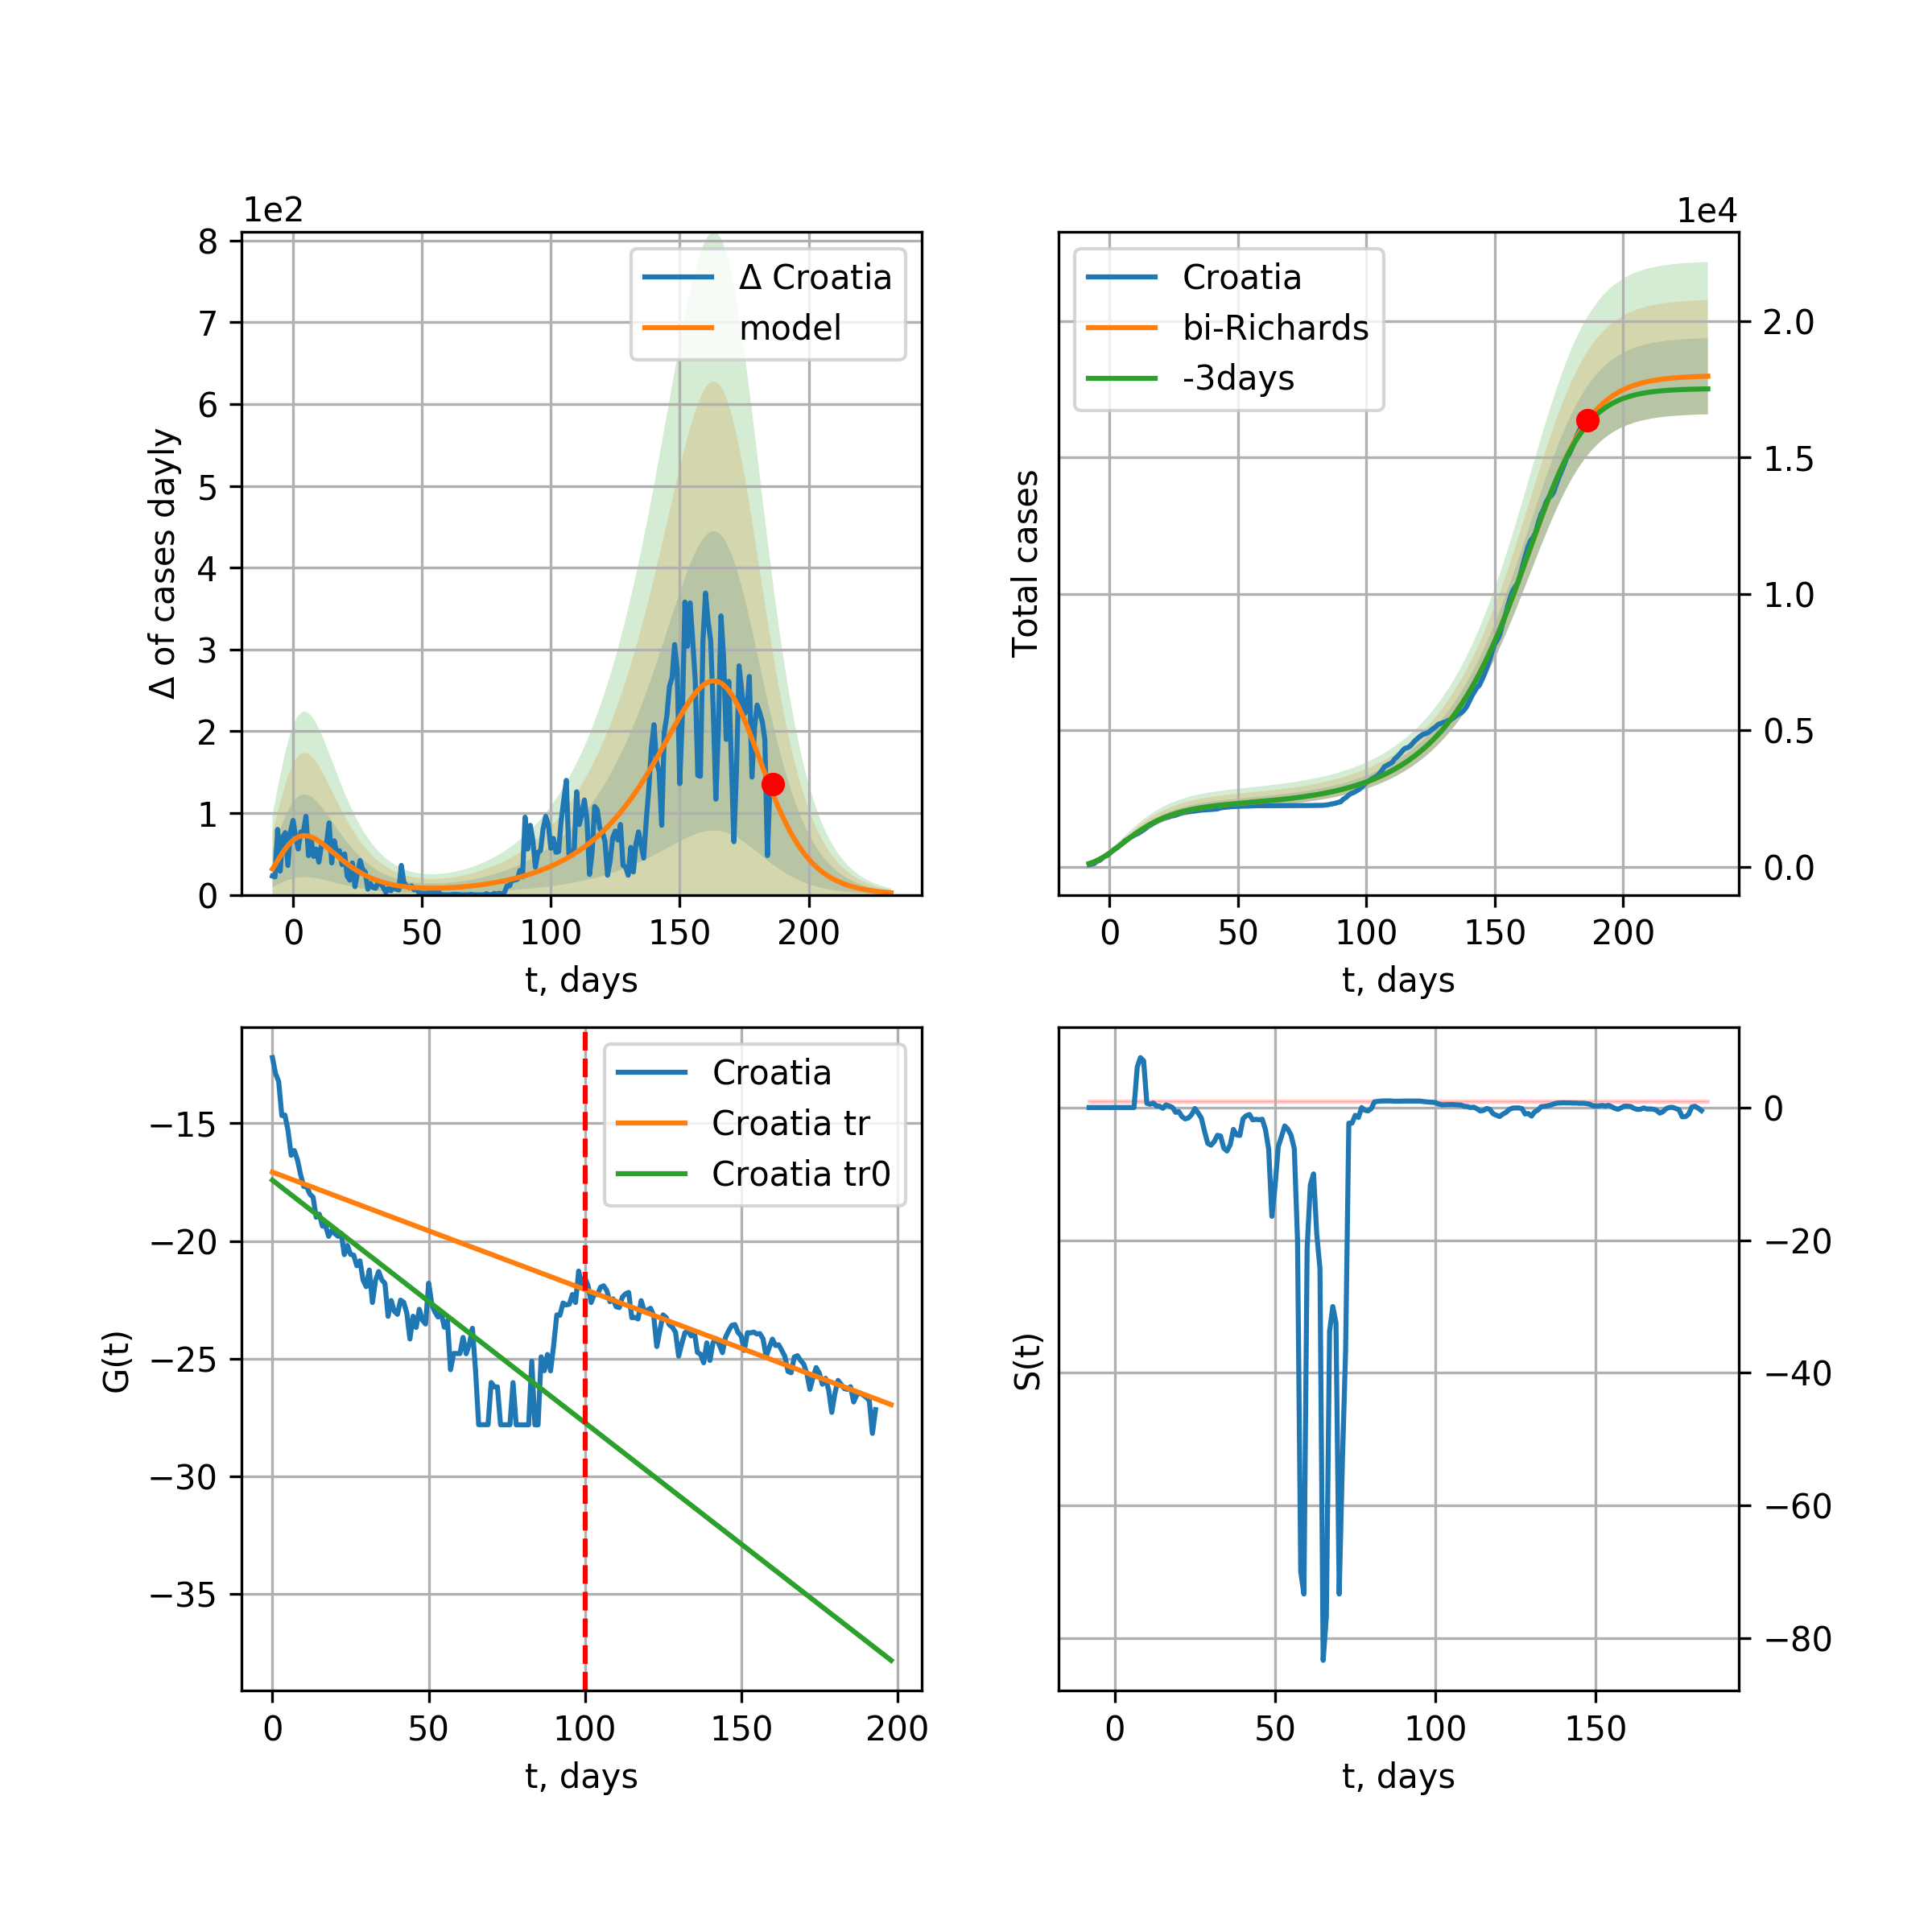 1e2
8
7
6
5
4
3
2
1
0
Δ of cases dayly
Δ Croatia
model
0 50 100 150 200
t, days
1e4
Croatia
bi-Richards
-3days
Total cases
2.0
1.5
1.0
0.5
0.0
0 50 100 150 200
t, days
Croatia
Croatia tr
Croatia tr0
G(t)
−15
−20
−25
−30
−35
0 50 100 150 200
t, days
S(t)
0
−20
−40
−60
−80
0 50 100 150
t, days